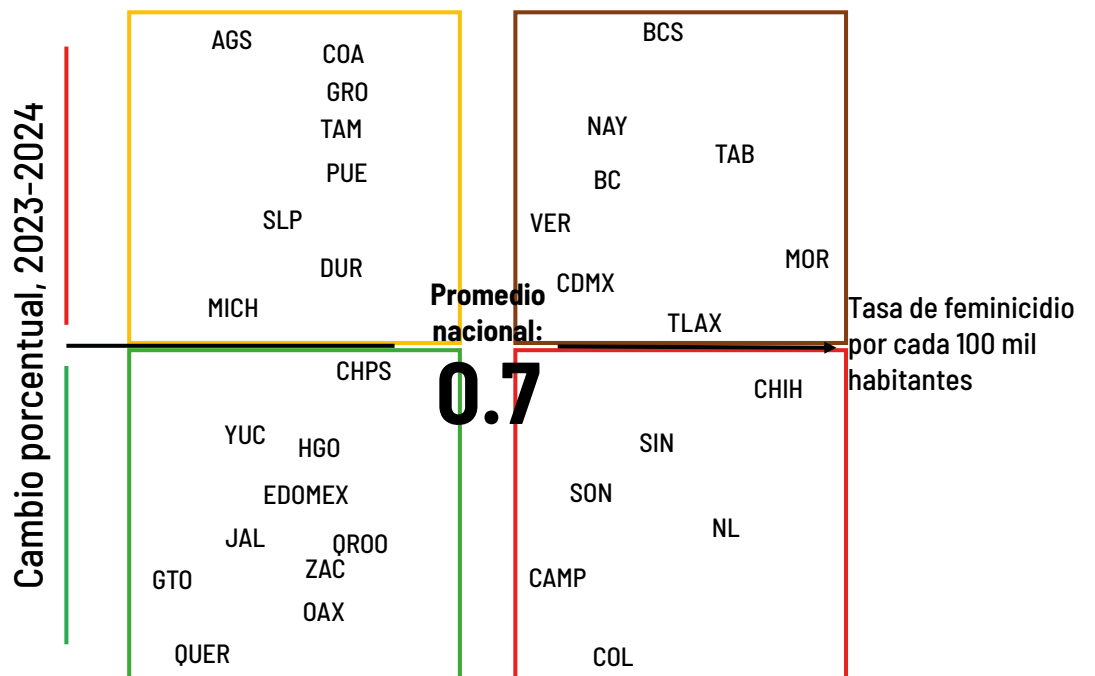 Cambio porcentual, 2023-2024
AGS
COA
GRO
TAM
PUE
SLP
DUR
MICH
BCS
NAY
TAB
BC
VER
MOR
CDMX
TLAX
Promedio
nacional:
0.7
Tasa de feminicidio
por cada 100 mil
habitantes
CHPS
YUC
HGO
EDOMEX
JAL
QROO
ZAC
GTO
OAX
QUER
CHIH
SIN
SON
NL
CAMP
COL